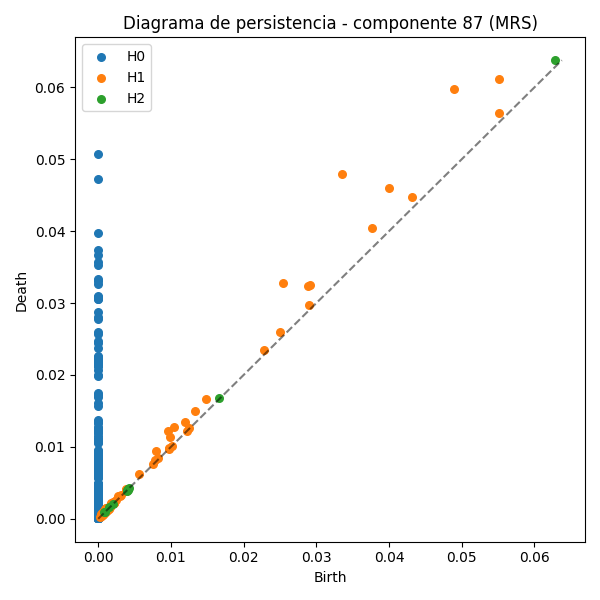 Diagrama de persistencia - componente 87 (MRS)
H0
H1
H2
Death
0.06
0.05
0.04
0.03
0.02
0.01
0.00
0.00 0.01 0.02 0.03 0.04 0.05 0.06
Birth